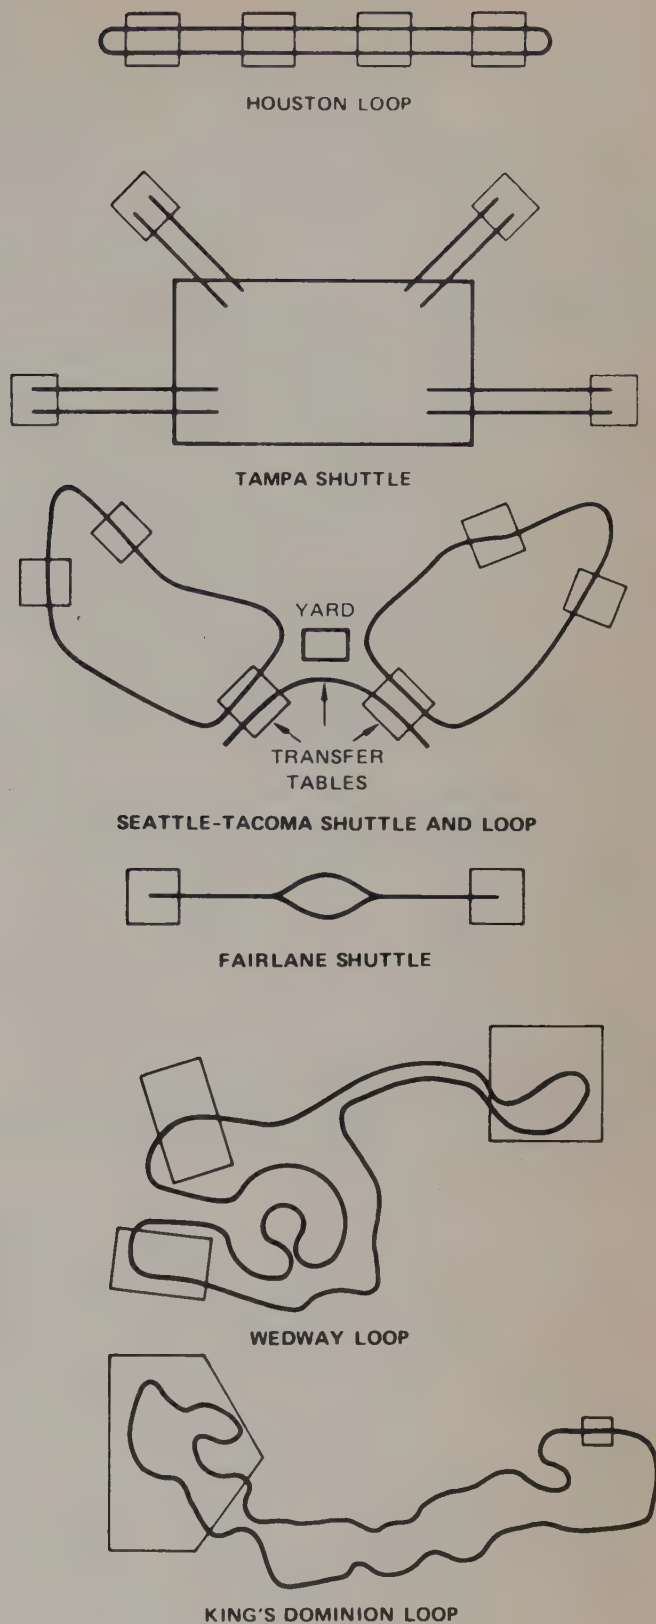 HOUSTON LOOP
TAMPA SHUTTLE
YARD
TRANSFER
TABLES
SEATTLE-TACOMA SHUTTLE AND LOOP
FAIRLANE SHUTTLE
WEDWAY LOOP
KING'S DOMINION LOOP